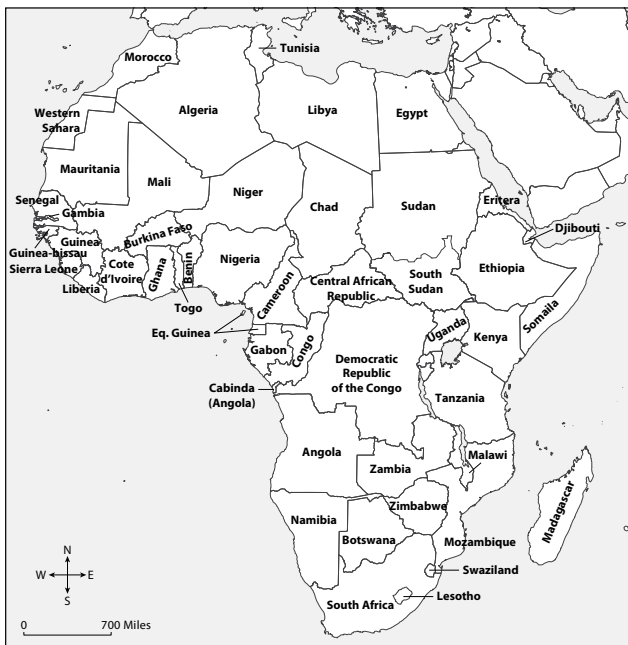 Tunisia
Morocco
Algeria
Libya
Egypt
Western
Sahara
Mauritania
Mali
Niger
Chad
Sudan
Eritera
Senegal
Gambia
Djibouti
Burkina Faso
Guinea
Guinea-bissau
Sierra Leone
Cote
d'Ivoire
Liberia
Ghana
Togo
Benin
Nigeria
Cameroon
Central African
Republic
South
Sudan
Ethiopia
Somaila
Eq. Guinea
Gabon
Congo
Uganda
Kenya
Democratic
Republic
of the Congo
Cabinda
(Angola)
Tanzania
Angola
Zambia
Malawi
Zimbabwe
Mozambique
Madagascar
Namibia
Botswana
Swaziland
Lesotho
South Africa
N
W E
S
0 700 Miles